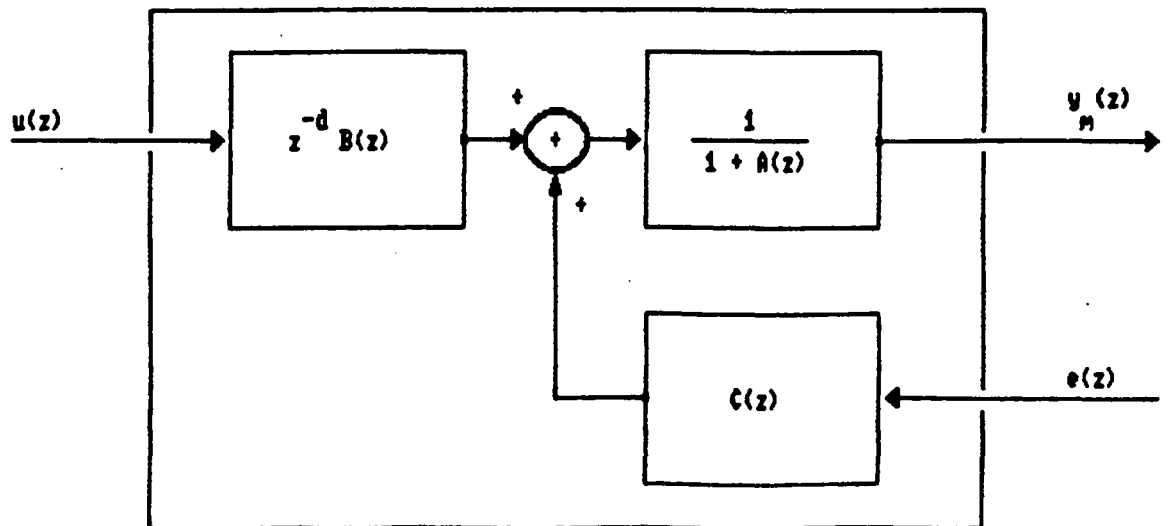 u(z)
z^-d B(z)
+
+
+
1
1 + A(z)
y_M(z)
C(z)
e(z)